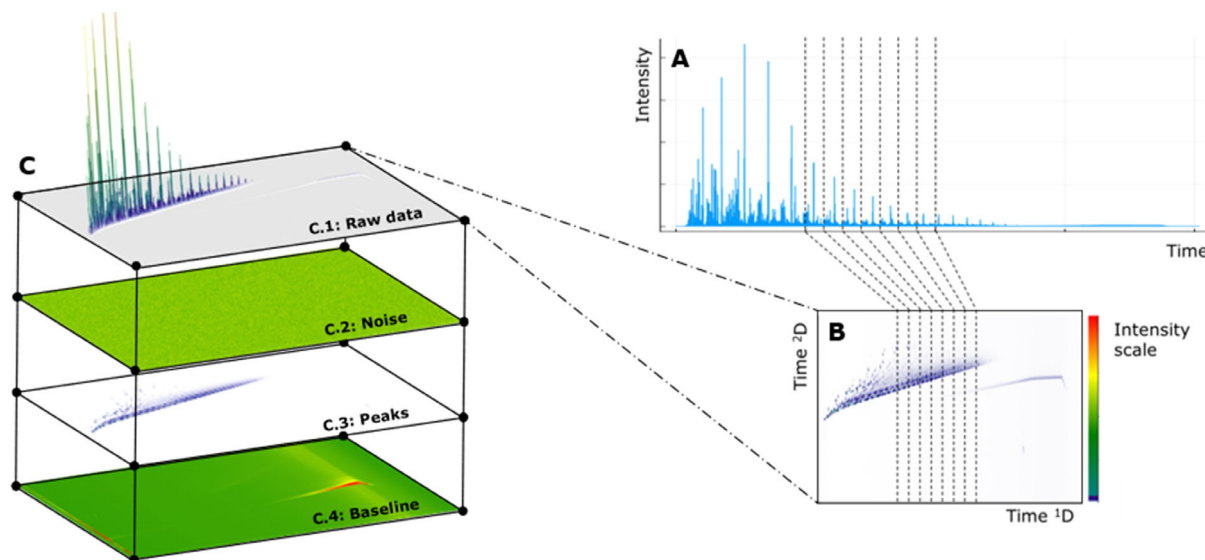 A
Intensity
Time
C
C.1: Raw data
C.2: Noise
C.3: Peaks
C.4: Baseline
B
Time ²D
Time ¹D
Intensity
scale